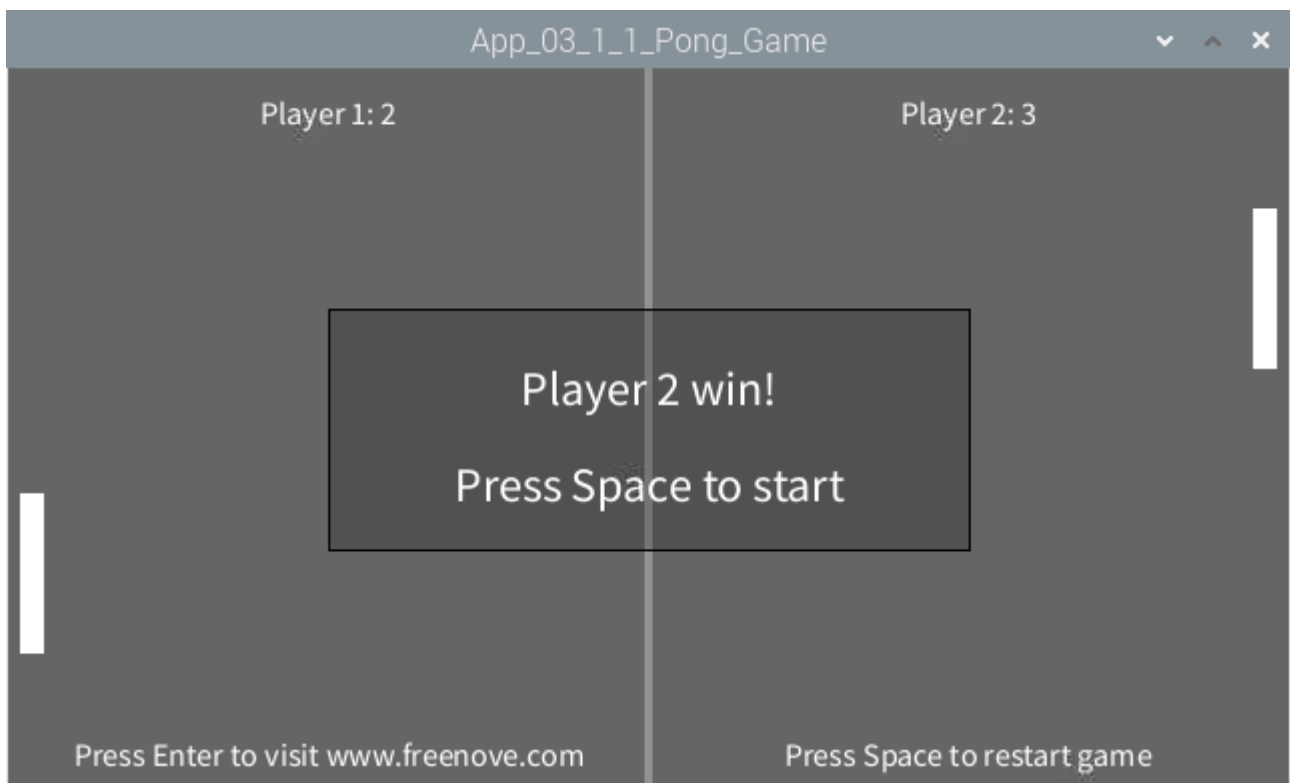 App_03_1_1_Pong_Game
Player 1: 2
Player 2: 3
Player 2 win!
Press Space to start
Press Enter to visit www.freenove.com
Press Space to restart game